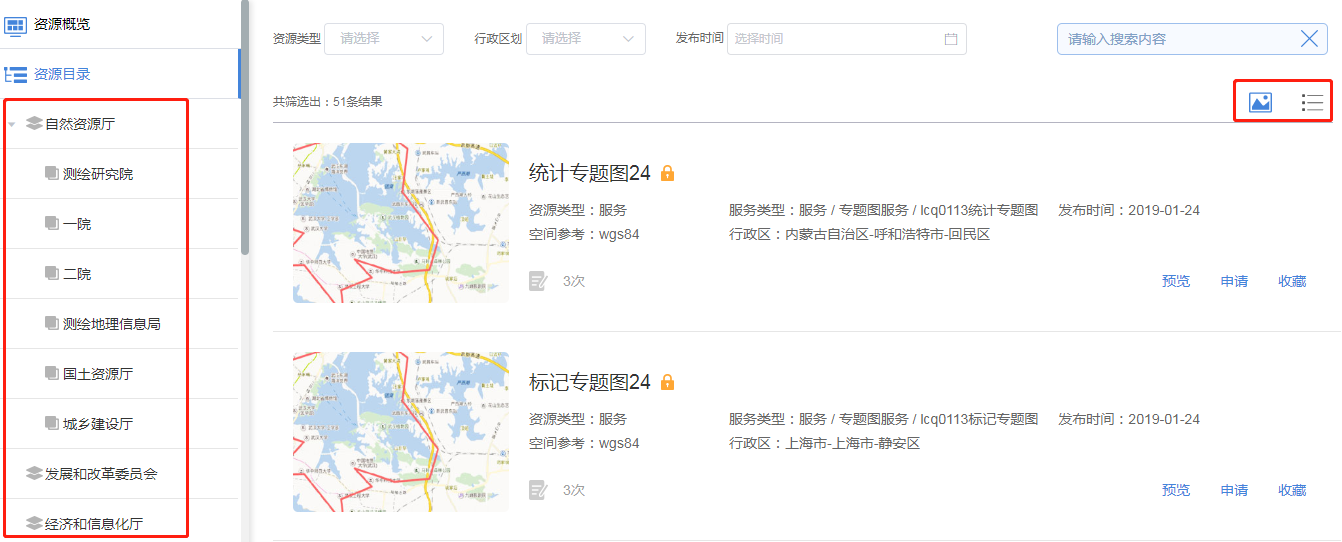 资源概览
资源目录
自然资源厅
测绘研究院
一院
二院
测绘地理信息局
国土资源厅
城乡建设厅
发展和改革委员会
经济和信息化厅
资源类型 请选择 行政区划 请选择 发布时间 选择时间 请输入搜索内容
共筛选出：51条结果
统计专题图24
资源类型：服务 服务类型：服务 / 专题图服务 / lcq0113统计专题图 发布时间：2019-01-24
空间参考：wgs84 行政区：内蒙古自治区-呼和浩特市-回民区
3次 预览 申请 收藏
标记专题图24
资源类型：服务 服务类型：服务 / 专题图服务 / lcq0113标记专题图 发布时间：2019-01-24
空间参考：wgs84 行政区：上海市-上海市-静安区
3次 预览 申请 收藏